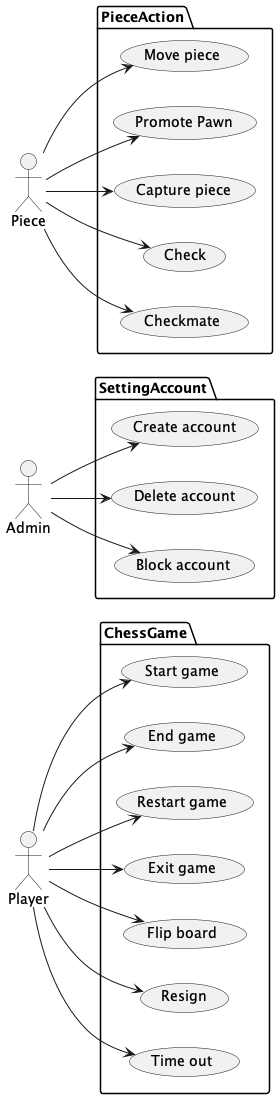 PieceAction
Move piece
Promote Pawn
Capture piece
Piece
Check
Checkmate
SettingAccount
Create account
Delete account
Admin
Block account
ChessGame
Start game
End game
Restart game
Exit game
Player
Flip board
Resign
Time out